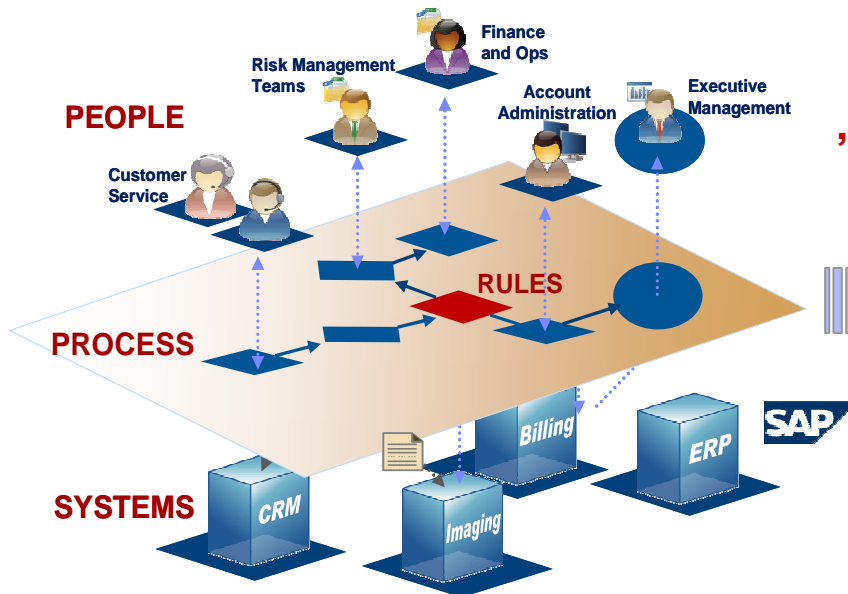 Finance
and Ops
Risk Management
Teams
Account
Administration
Executive
Management
PEOPLE
,
Customer
Service
RULES
PROCESS
SAP
Billing
ERP
SYSTEMS
CRM
Imaging